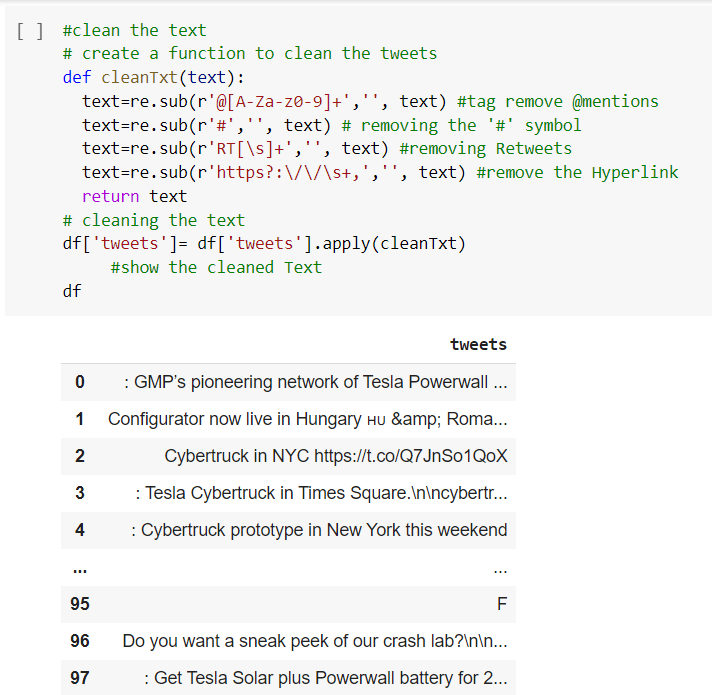 [ ] #clean the text
# create a function to clean the tweets
def cleanTxt(text):
text=re.sub(r'@[A-Za-z0-9]+','', text) #tag remove @mentions
text=re.sub(r'#','', text) # removing the '#' symbol
text=re.sub(r'RT[\s]+','', text) #removing Retweets
text=re.sub(r'https?:\/\/\s+,','', text) #remove the Hyperlink
return text
# cleaning the text
df['tweets']= df['tweets'].apply(cleanTxt)
#show the cleaned Text
df
tweets
0 : GMP’s pioneering network of Tesla Powerwall ...
1 Configurator now live in Hungary 🇭🇺 &amp; Roma...
2 Cybertruck in NYC https://t.co/Q7JnSo1QoX
3 : Tesla Cybertruck in Times Square.\n\ncybertr...
4 : Cybertruck prototype in New York this weekend
... ...
95 F
96 Do you want a sneak peek of our crash lab?\n\n...
97 : Get Tesla Solar plus Powerwall battery for 2...